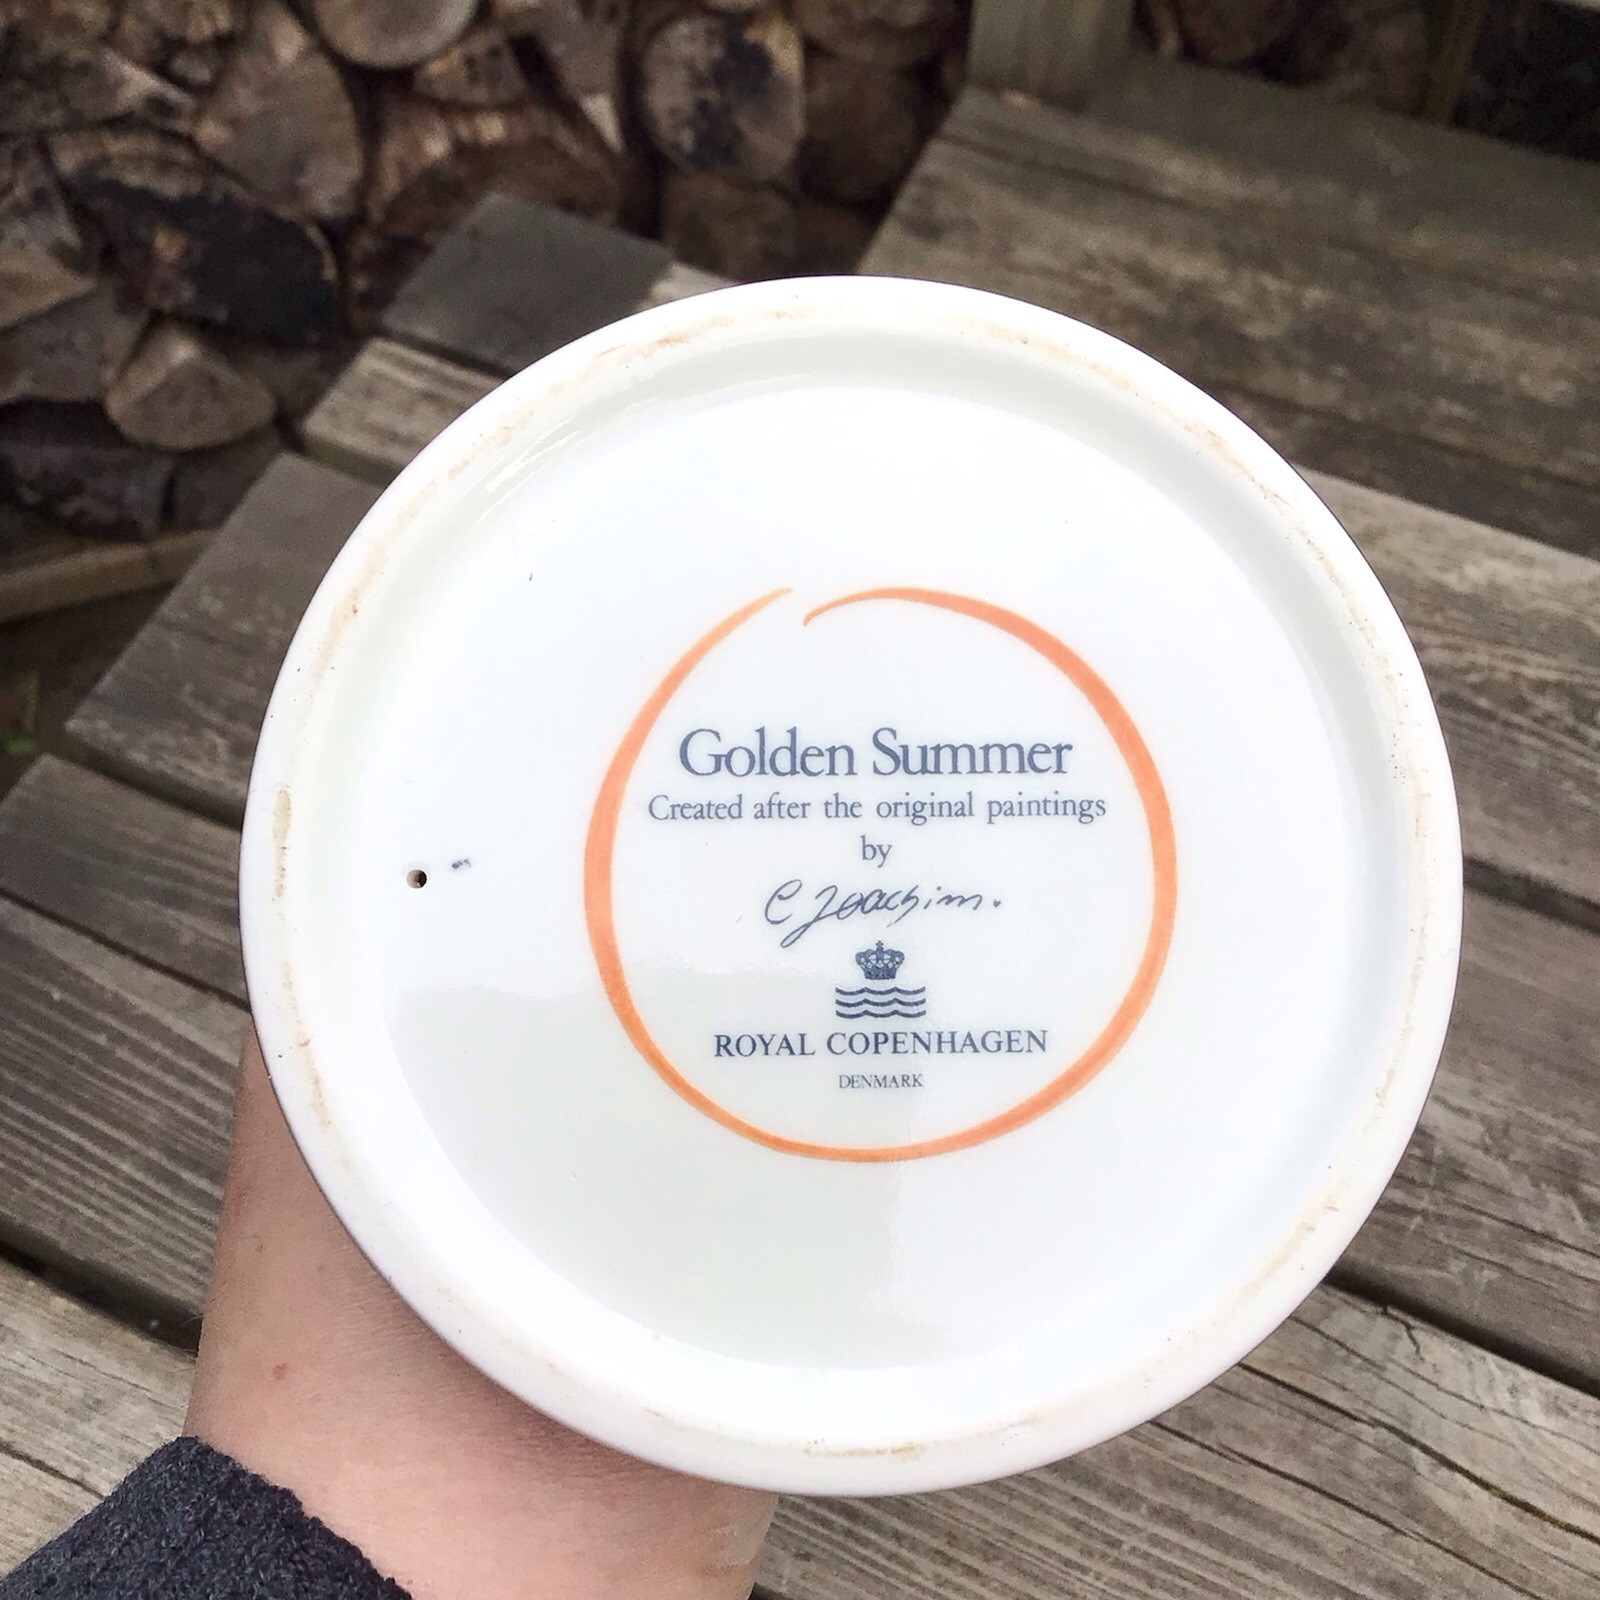 Golden Summer
Created after the original paintings
by
C Joachim.
ROYAL COPENHAGEN
DENMARK